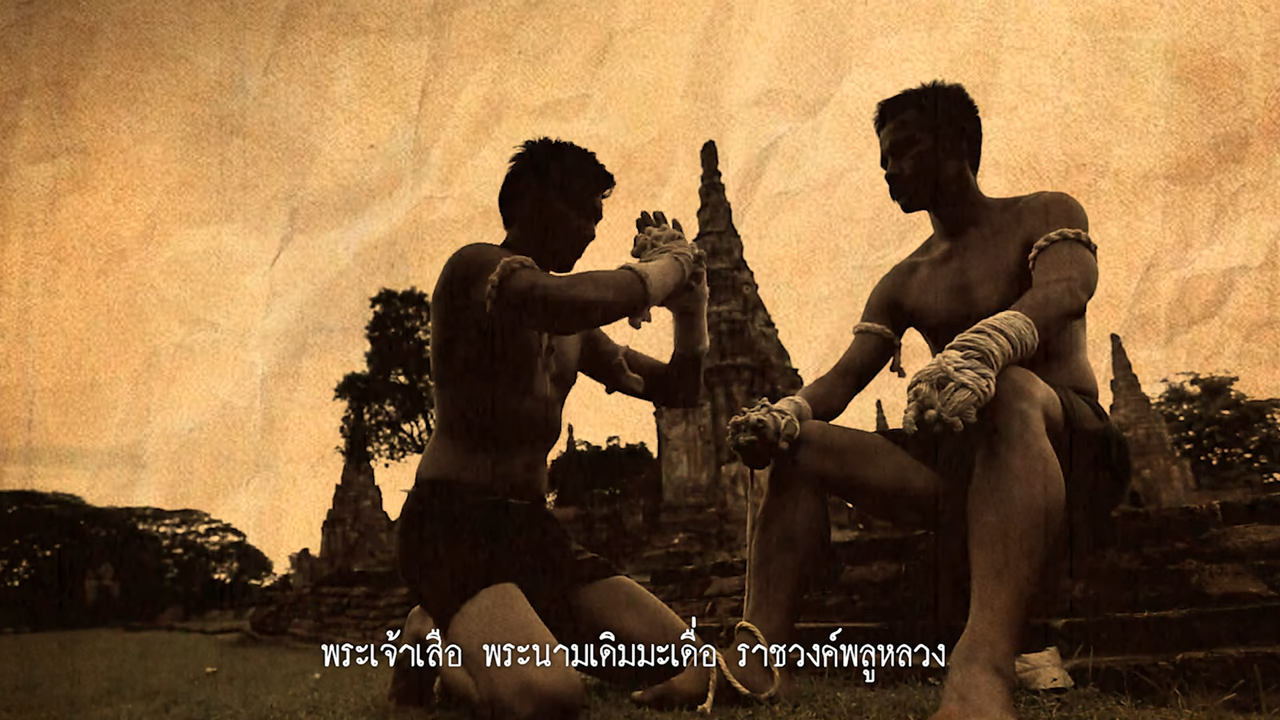 พระเจ้าเสือ พระนามเดิมมะเดื่อ ราชวงค์พลูหลวง